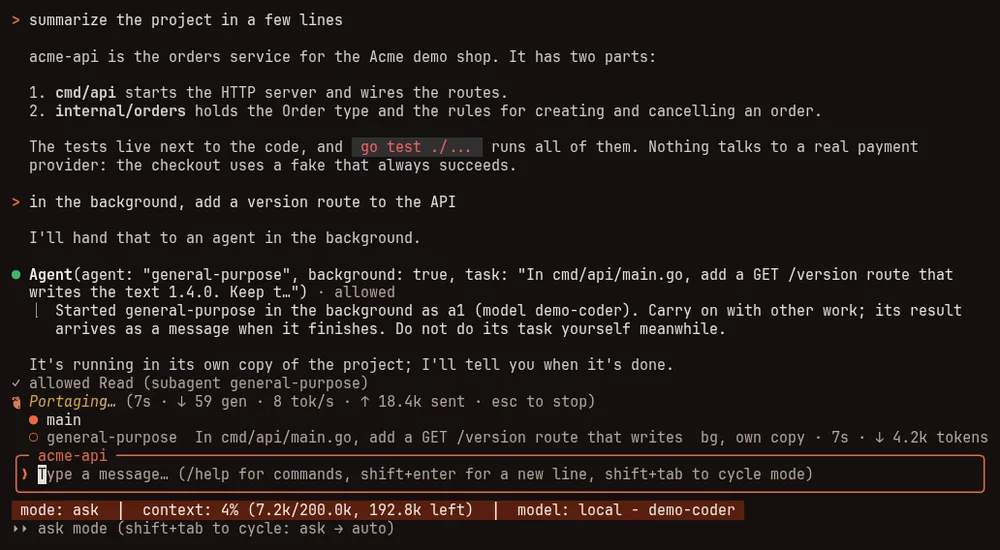 > summarize the project in a few lines
acme-api is the orders service for the Acme demo shop. It has two parts:
1. cmd/api starts the HTTP server and wires the routes.
2. internal/orders holds the Order type and the rules for creating and cancelling an order.
The tests live next to the code, and go test ./... runs all of them. Nothing talks to a real payment
provider: the checkout uses a fake that always succeeds.
> in the background, add a version route to the API
I'll hand that to an agent in the background.
● Agent(agent: "general-purpose", background: true, task: "In cmd/api/main.go, add a GET /version route that
writes the text 1.4.0. Keep t…") · allowed
⎿ Started general-purpose in the background as a1 (model demo-coder). Carry on with other work; its result
arrives as a message when it finishes. Do not do its task yourself meanwhile.
It's running in its own copy of the project; I'll tell you when it's done.
✓ allowed Read (subagent general-purpose)
Portaging… (7s · ↓ 59 gen · 8 tok/s · ↑ 18.4k sent · esc to stop)
● main
○ general-purpose In cmd/api/main.go, add a GET /version route that writes bg, own copy · 7s · ↓ 4.2k tokens
acme-api
❯ Type a message… (/help for commands, shift+enter for a new line, shift+tab to cycle mode)
mode: ask | context: 4% (7.2k/200.0k, 192.8k left) | model: local - demo-coder
▸▸ ask mode (shift+tab to cycle: ask → auto)